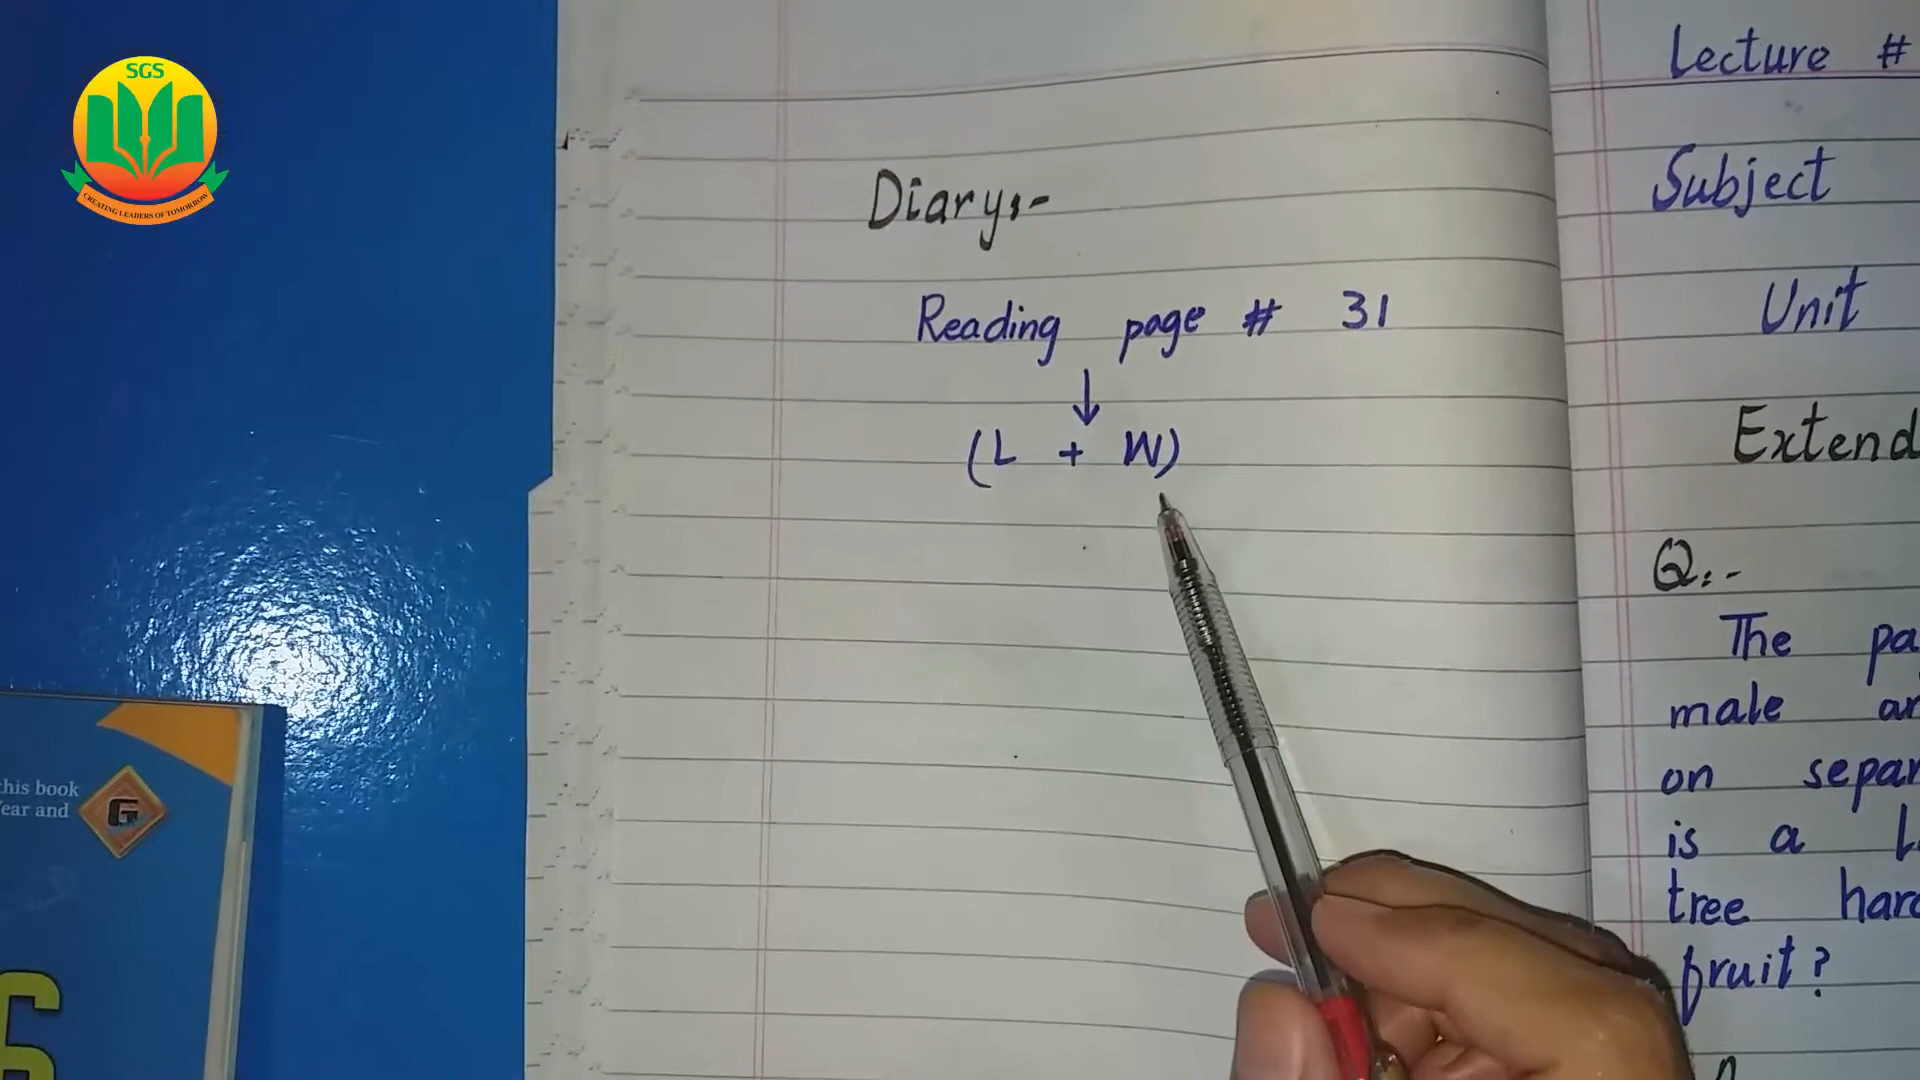 SGS
CREATING LEADERS OF TOMORROW
Diary:-
Reading page # 31
↓
(L + W)
Lecture #
Subject
Unit
Extend
Q:-
The pa
male an
on separ
is a
tree hard
fruit?
this book
ear and
G
6